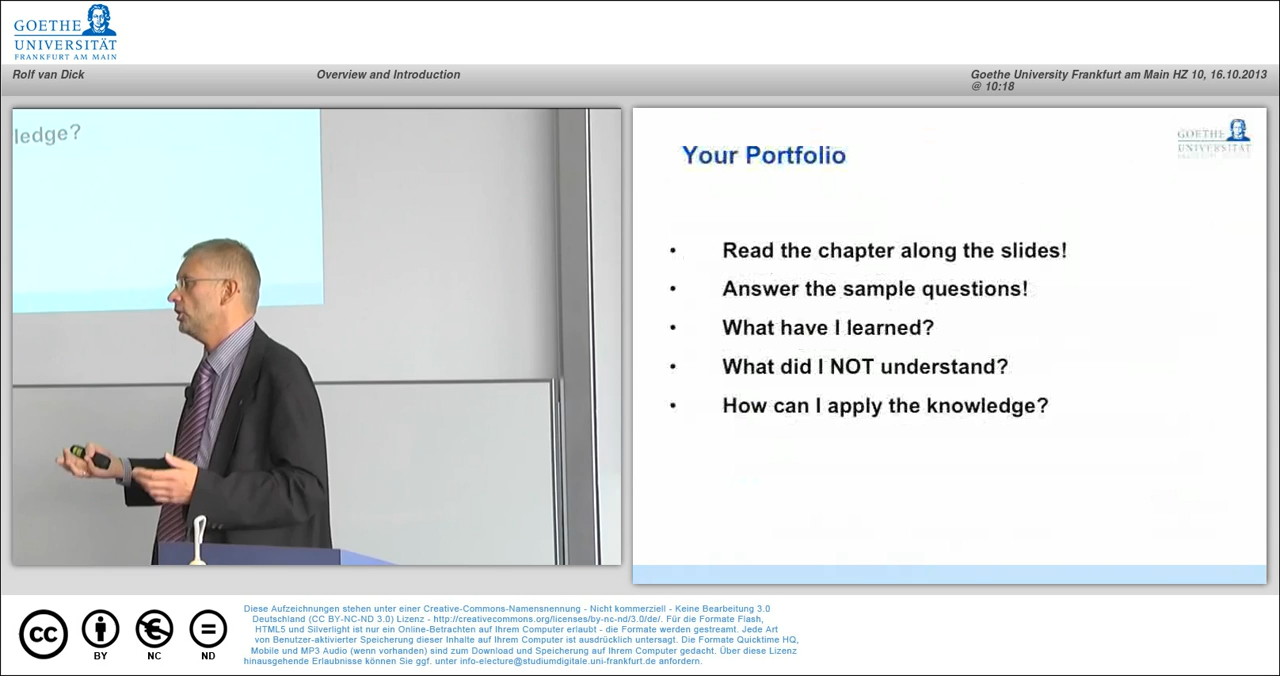 GOETHE
UNIVERSITÄT
FRANKFURT AM MAIN
Rolf van Dick
Overview and Introduction
Goethe University Frankfurt am Main HZ 10, 16.10.2013
@ 10:18
ledge?
GOETHE
UNIVERSITÄT
Your Portfolio
• Read the chapter along the slides!
• Answer the sample questions!
• What have I learned?
• What did I NOT understand?
• How can I apply the knowledge?
cc
BY
NC
ND
Diese Aufzeichnungen stehen unter einer Creative-Commons-Namensnennung - Nicht kommerziell - Keine Bearbeitung 3.0
Deutschland (CC BY-NC-ND 3.0) Lizenz - http://creativecommons.org/licenses/by-nc-nd/3.0/de/. Für die Formate Flash,
HTML5 und Silverlight ist nur ein Online-Betrachten auf Ihrem Computer erlaubt - die Formate werden gestreamt. Jede Art
von Benutzer-aktivierter Speicherung dieser Inhalte auf Ihrem Computer ist ausdrücklich untersagt. Die Formate Quicktime HQ,
Mobile und MP3 Audio (wenn vorhanden) sind zum Download und Speicherung auf Ihrem Computer gedacht. Über diese Lizenz
hinausgehende Erlaubnisse können Sie ggf. unter info-electure@studiumdigitale.uni-frankfurt.de anfordern.